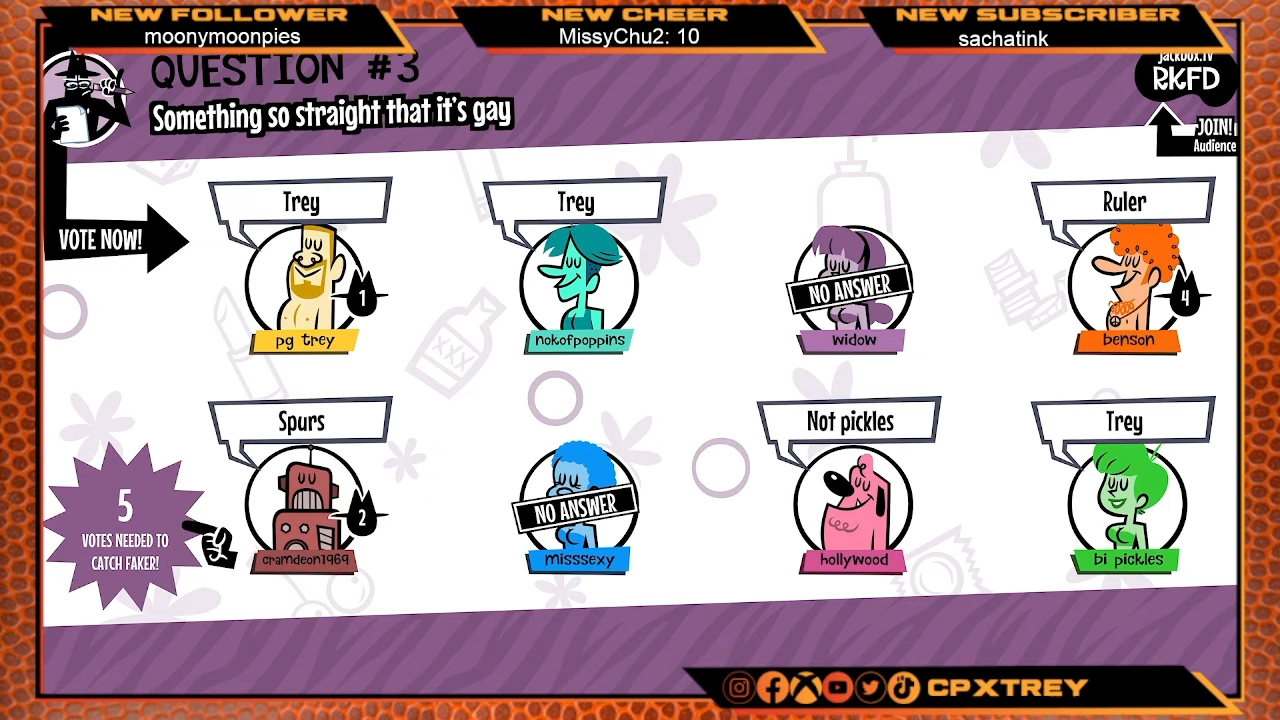 NEW FOLLOWER
moonymoonpies
NEW CHEER
MissyChu2: 10
NEW SUBSCRIBER
sachatink
QUESTION #3
Something so straight that it's gay
jackbox.tv
RKFD
JOIN!
Audience
VOTE NOW!
Trey
1
pg trey
Trey
nokofpoppins
NO ANSWER
widow
Ruler
4
benson
5
VOTES NEEDED TO
CATCH FAKER!
Spurs
2
cramdeon1969
NO ANSWER
misssexy
Not pickles
hollywood
Trey
bi pickles
XXX
CPXTREY